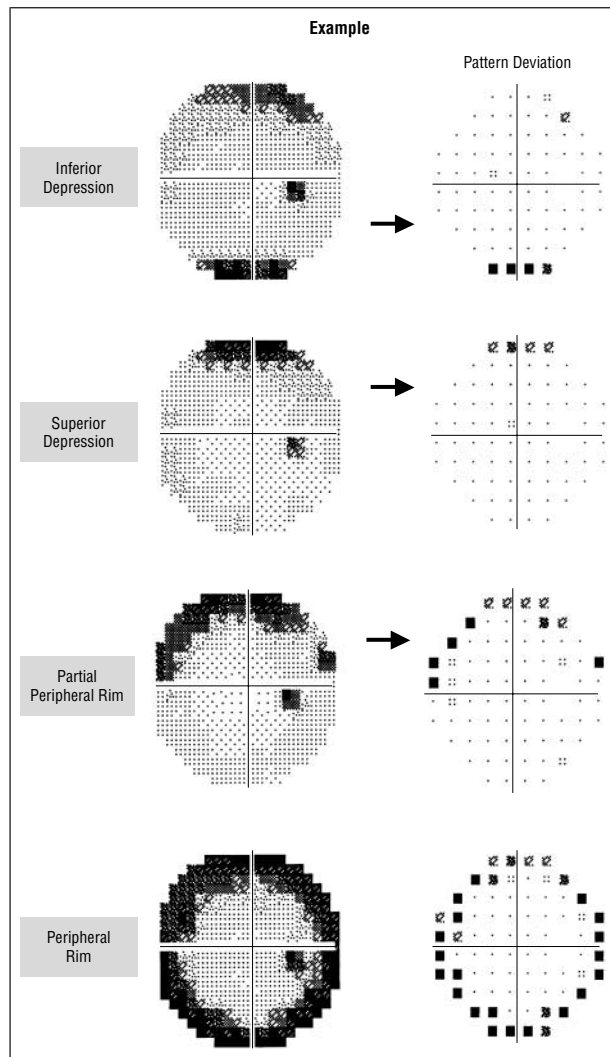 Example
Pattern Deviation
Inferior
Depression
Superior
Depression
Partial
Peripheral Rim
Peripheral
Rim